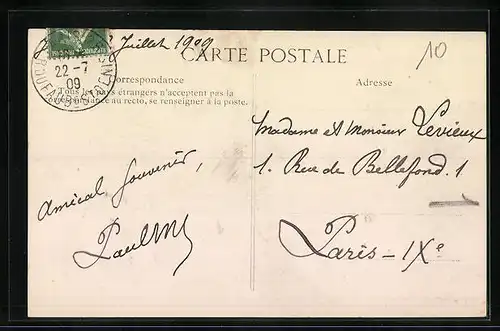 Juillet 1909
CARTE POSTALE
10
22-7
09
Correspondance
Tous les pays étrangers n'acceptent pas la
correspondance au recto, se renseigner à la poste.
Adresse
Madame et Monsieur Levieux
1. Rue de Bellefond. 1
Paris - IXe
Amical Souvenir,
Paul